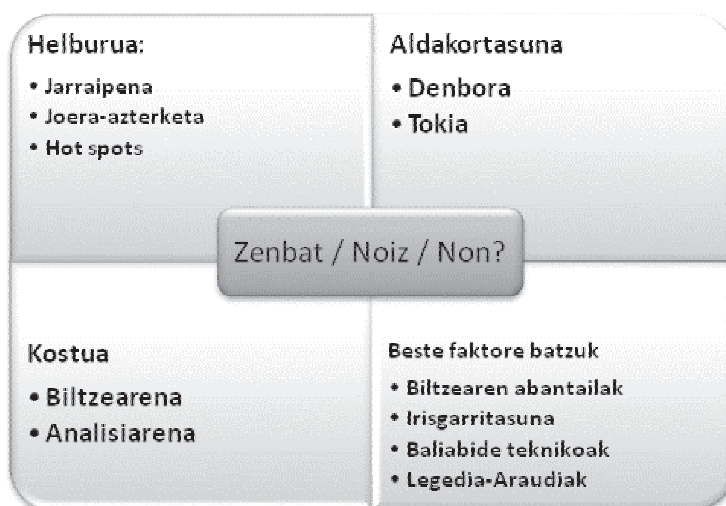 Helburua:
• Jarraipena
• Joera-azterketa
• Hot spots
Aldakortasuna
• Denbora
• Tokia
Zenbat / Noiz / Non?
Kostua
• Biltzearena
• Analisiarena
Beste faktore batzuk
• Biltzearen abantailak
• Irisgarritasuna
• Baliabide teknikoak
• Legedia-Araudiak